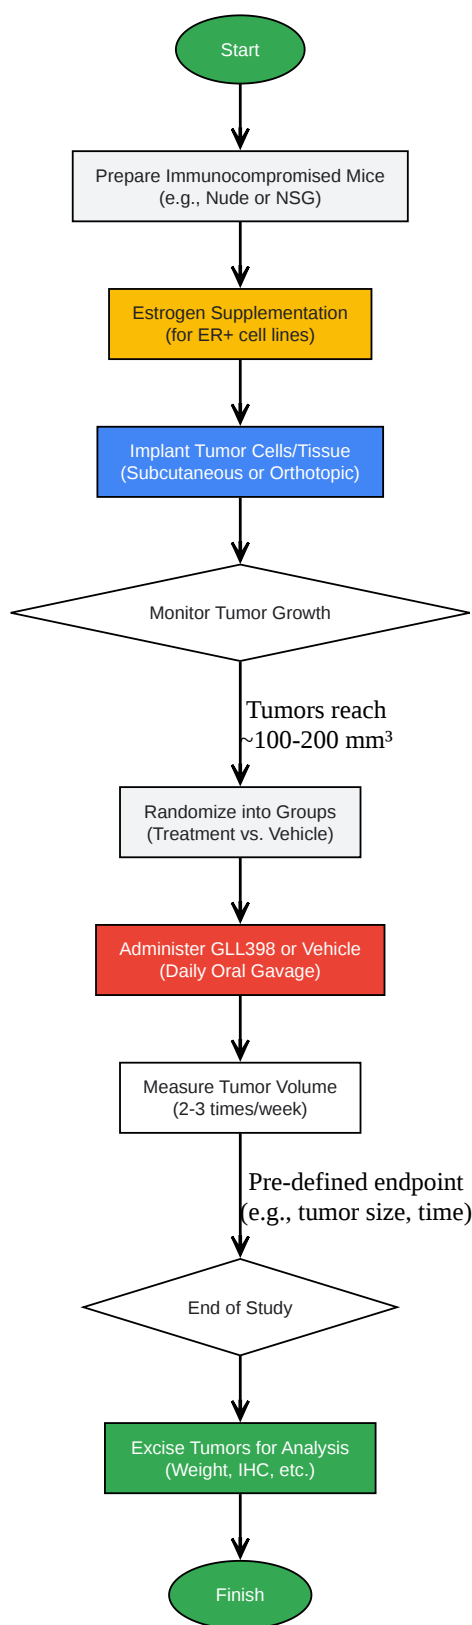 Start
Prepare Immunocompromised Mice
(e.g., Nude or NSG)
Estrogen Supplementation
(for ER+ cell lines)
Implant Tumor Cells/Tissue
(Subcutaneous or Orthotopic)
Monitor Tumor Growth
Tumors reach
~100-200 mm³
Randomize into Groups
(Treatment vs. Vehicle)
Administer GLL398 or Vehicle
(Daily Oral Gavage)
Measure Tumor Volume
(2-3 times/week)
Pre-defined endpoint
(e.g., tumor size, time)
End of Study
Excise Tumors for Analysis
(Weight, IHC, etc.)
Finish